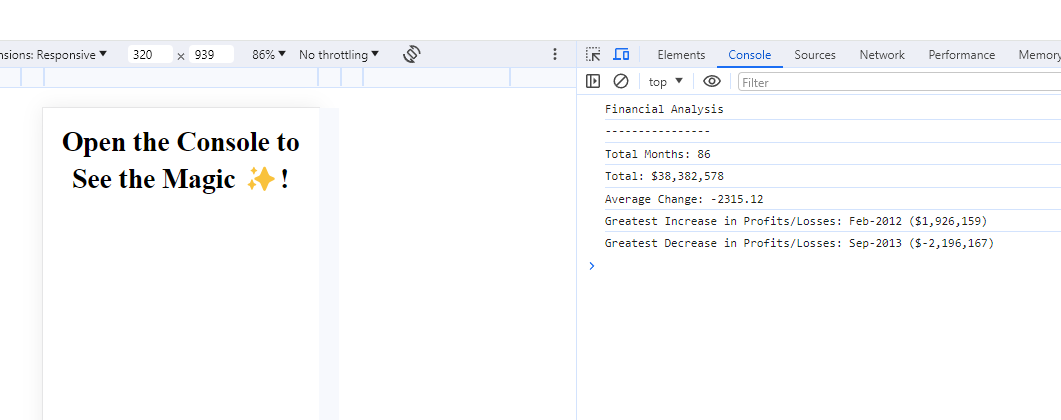 nsions: Responsive ▼ 320 × 939 86% ▼ No throttling ▼
Elements Console Sources Network Performance Memory
top ▼ Filter
Open the Console to
See the Magic ✨!
Financial Analysis
----------------
Total Months: 86
Total: $38,382,578
Average Change: -2315.12
Greatest Increase in Profits/Losses: Feb-2012 ($1,926,159)
Greatest Decrease in Profits/Losses: Sep-2013 ($-2,196,167)
>